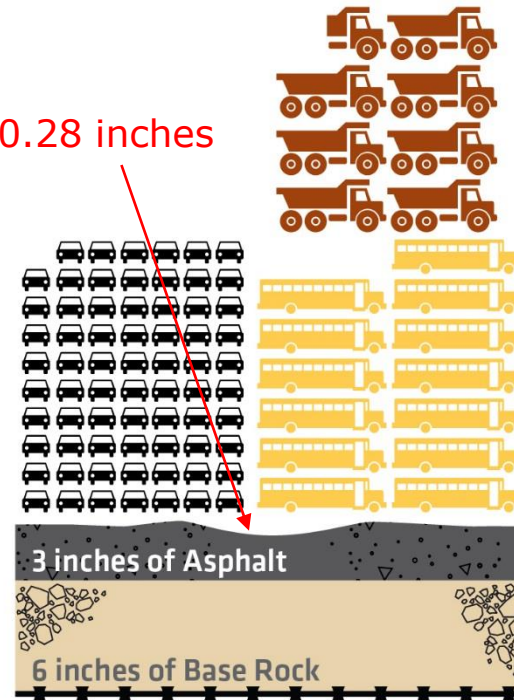 0.28 inches
3 inches of Asphalt
6 inches of Base Rock